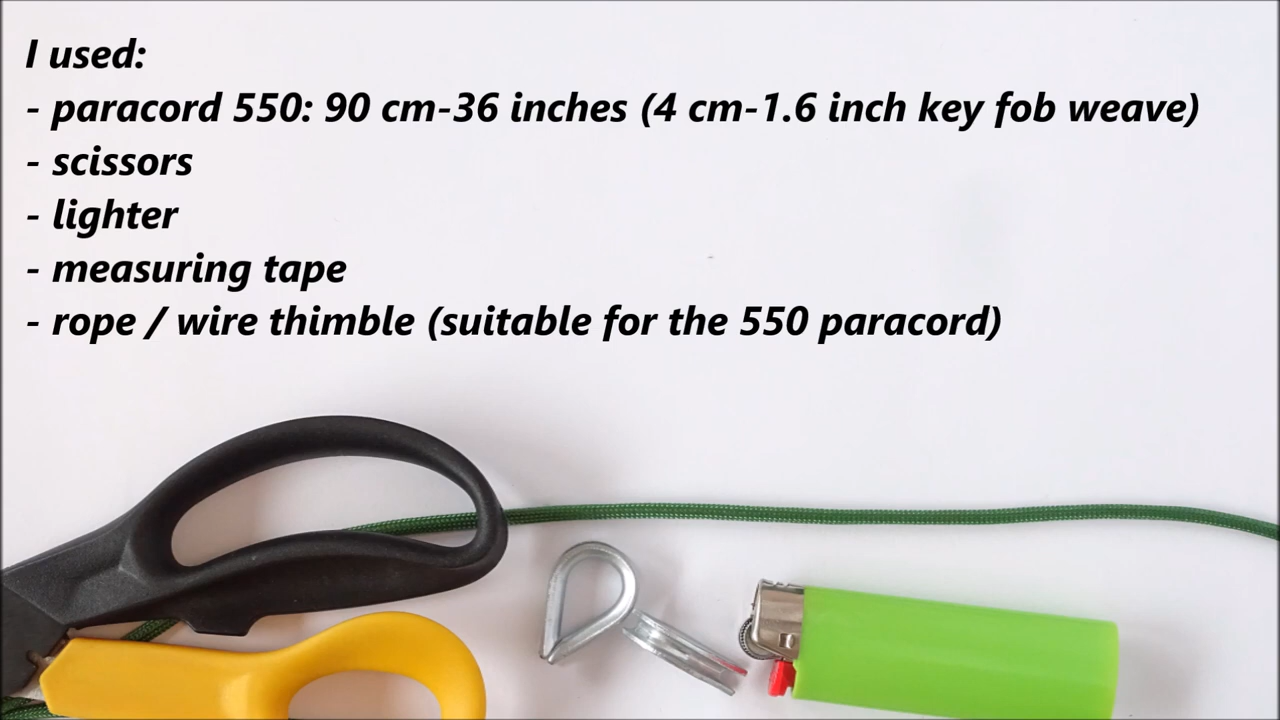 I used:
- paracord 550: 90 cm-36 inches (4 cm-1.6 inch key fob weave)
- scissors
- lighter
- measuring tape
- rope / wire thimble (suitable for the 550 paracord)